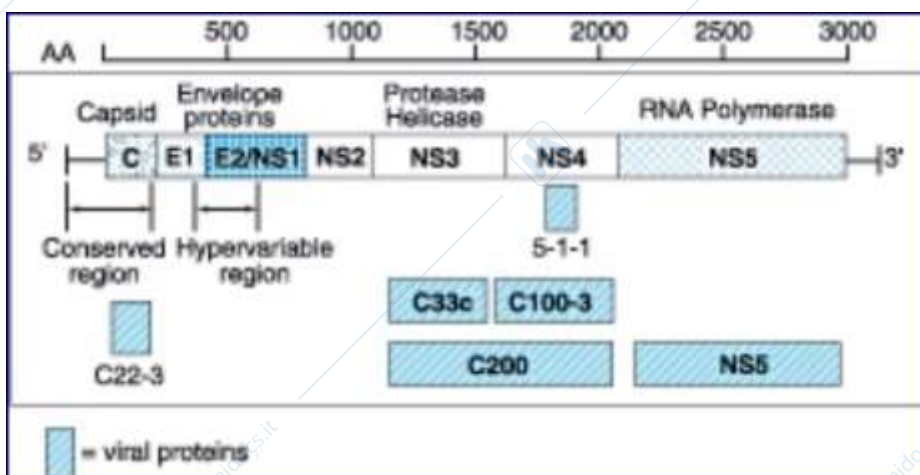 500 1000 1500 2000 2500 3000
AA
Capsid Envelope proteins Protease Helicase RNA Polymerase
5' C E1 E2/NS1 NS2 NS3 NS4 NS5 3'
Conserved region Hypervariable region 5-1-1
C33c C100-3
C22-3 C200 NS5
= viral proteins